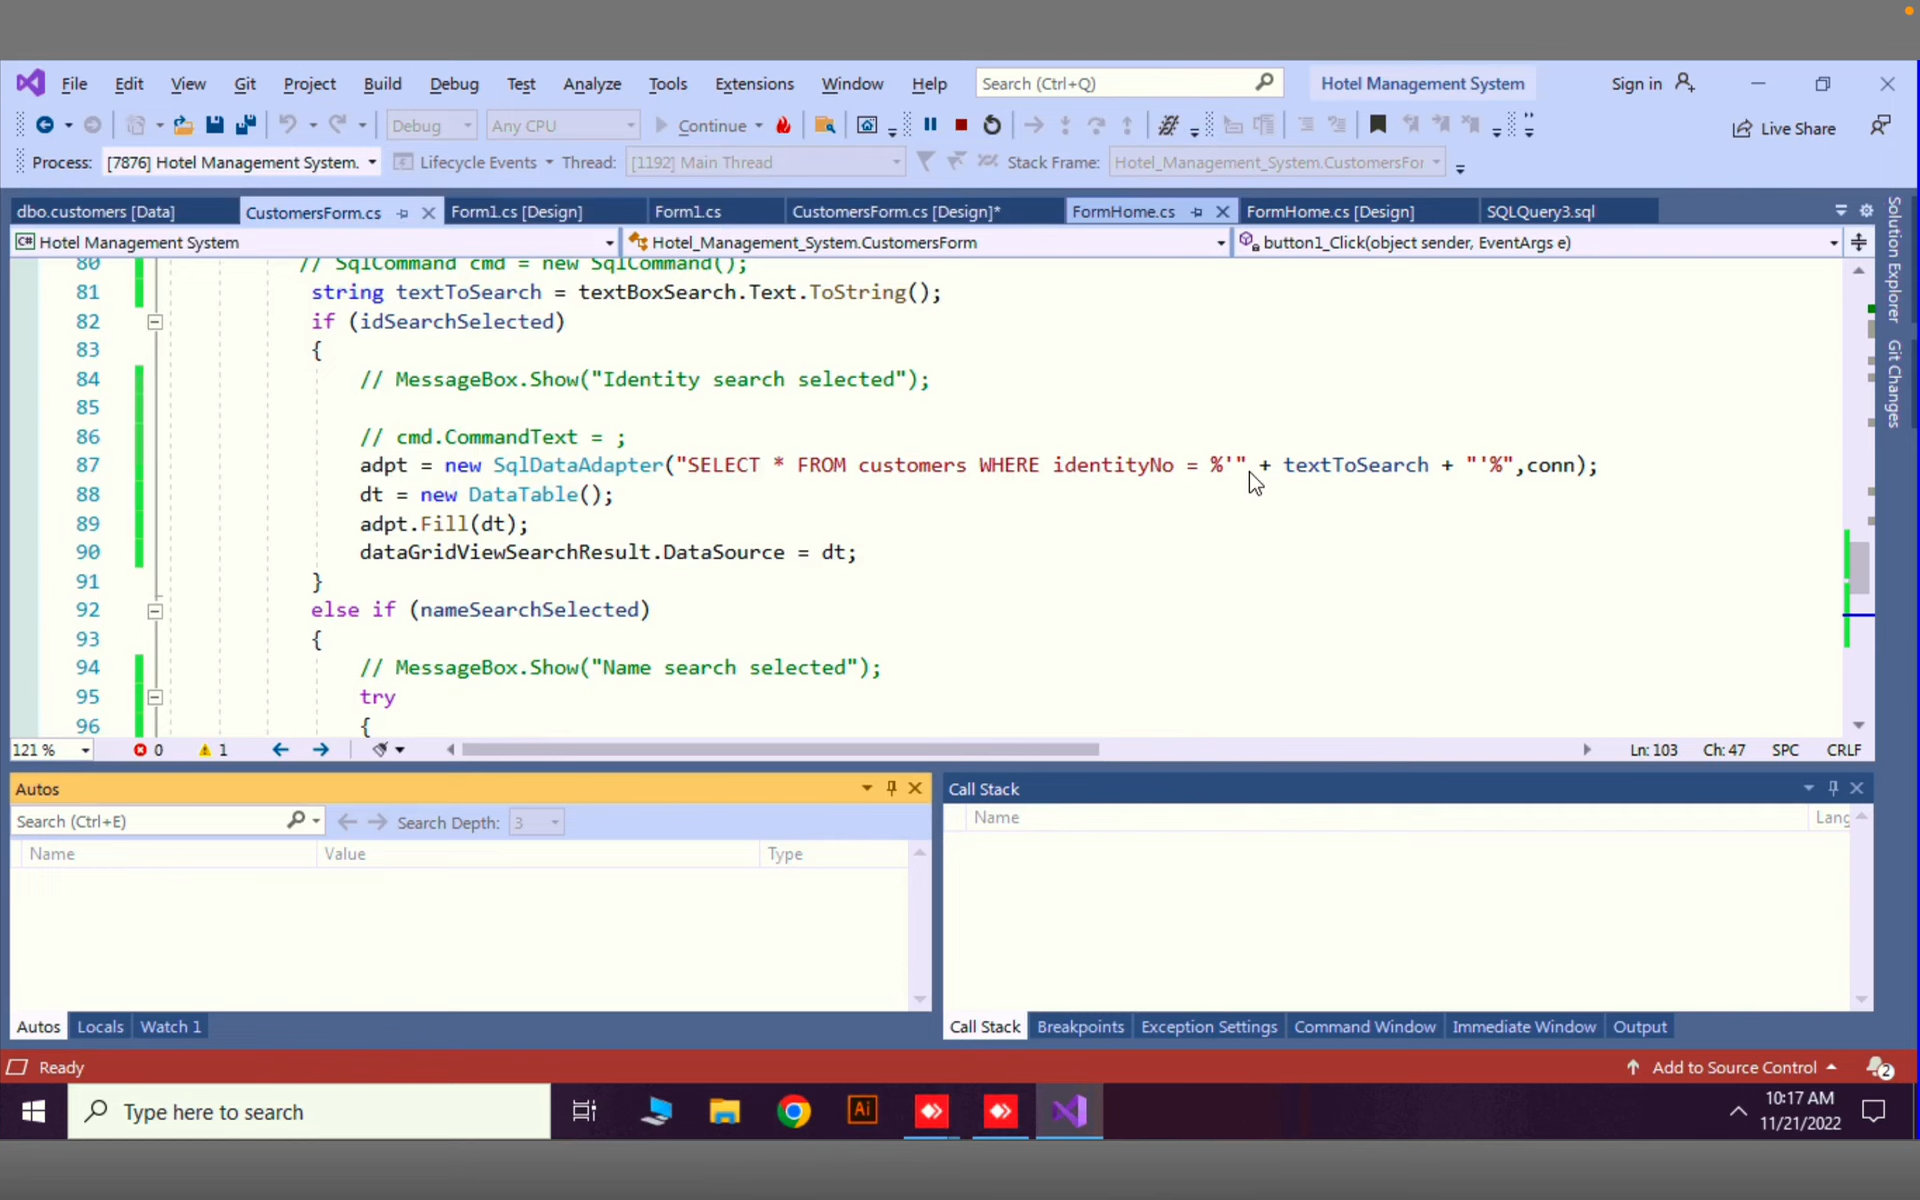 File Edit View Git Project Build Debug Test Analyze Tools Extensions Window Help Search (Ctrl+Q) Hotel Management System Sign in
Debug Any CPU Continue Live Share
Process: [7876] Hotel Management System. Lifecycle Events Thread: [1192] Main Thread Stack Frame: Hotel_Management_System.CustomersFor
dbo.customers [Data] CustomersForm.cs Form1.cs [Design] Form1.cs CustomersForm.cs [Design]* FormHome.cs FormHome.cs [Design] SQLQuery3.sql
C# Hotel Management System Hotel_Management_System.CustomersForm button1_Click(object sender, EventArgs e)
80 // SqlCommand cmd = new SqlCommand();
81 string textToSearch = textBoxSearch.Text.ToString();
82 if (idSearchSelected)
83 {
84 // MessageBox.Show("Identity search selected");
85
86 // cmd.CommandText = ;
87 adpt = new SqlDataAdapter("SELECT * FROM customers WHERE identityNo = %'" + textToSearch + "'%",conn);
88 dt = new DataTable();
89 adpt.Fill(dt);
90 dataGridViewSearchResult.DataSource = dt;
91 }
92 else if (nameSearchSelected)
93 {
94 // MessageBox.Show("Name search selected");
95 try
96 {
121 % 0 1 Ln: 103 Ch: 47 SPC CRLF
Solution Explorer
Git Changes
Autos
Search (Ctrl+E) Search Depth: 3
Name Value Type
Autos Locals Watch 1
Call Stack
Name Lang
Call Stack Breakpoints Exception Settings Command Window Immediate Window Output
Ready Add to Source Control 2
Type here to search
Ai
10:17 AM
11/21/2022